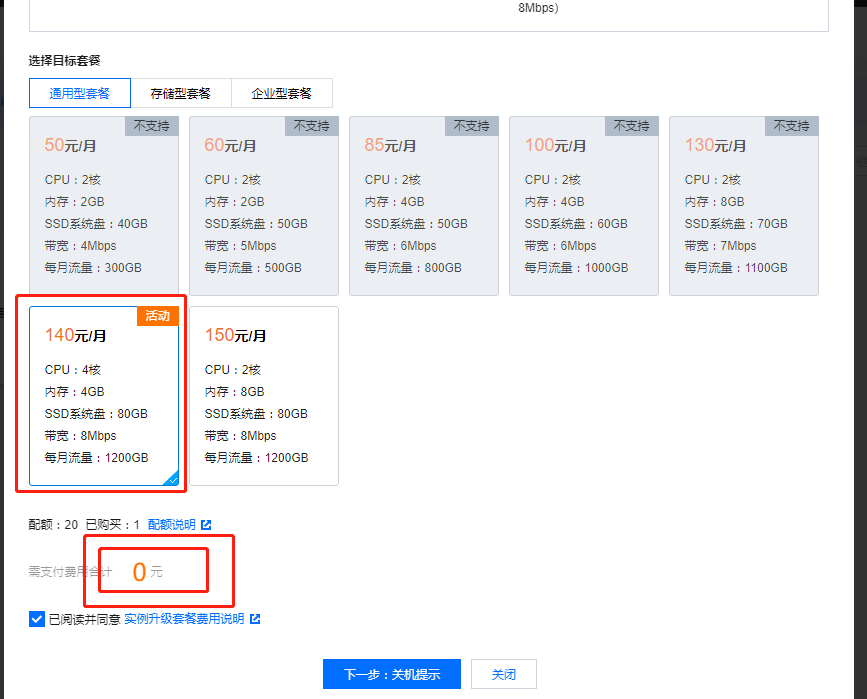 8Mbps)
选择目标套餐
通用型套餐 存储型套餐 企业型套餐
不支持 不支持 不支持 不支持 不支持
50元/月 60元/月 85元/月 100元/月 130元/月
CPU：2核 CPU：2核 CPU：2核 CPU：2核 CPU：2核
内存：2GB 内存：2GB 内存：4GB 内存：4GB 内存：8GB
SSD系统盘：40GB SSD系统盘：50GB SSD系统盘：50GB SSD系统盘：60GB SSD系统盘：70GB
带宽：4Mbps 带宽：5Mbps 带宽：6Mbps 带宽：6Mbps 带宽：7Mbps
每月流量：300GB 每月流量：500GB 每月流量：800GB 每月流量：1000GB 每月流量：1100GB
活动
140元/月 150元/月
CPU：4核 CPU：2核
内存：4GB 内存：8GB
SSD系统盘：80GB SSD系统盘：80GB
带宽：8Mbps 带宽：8Mbps
每月流量：1200GB 每月流量：1200GB
配额：20 已购买：1 配额说明
需支付费用合计 0元
已阅读并同意 实例升级套餐费用说明
下一步：关机提示 关闭